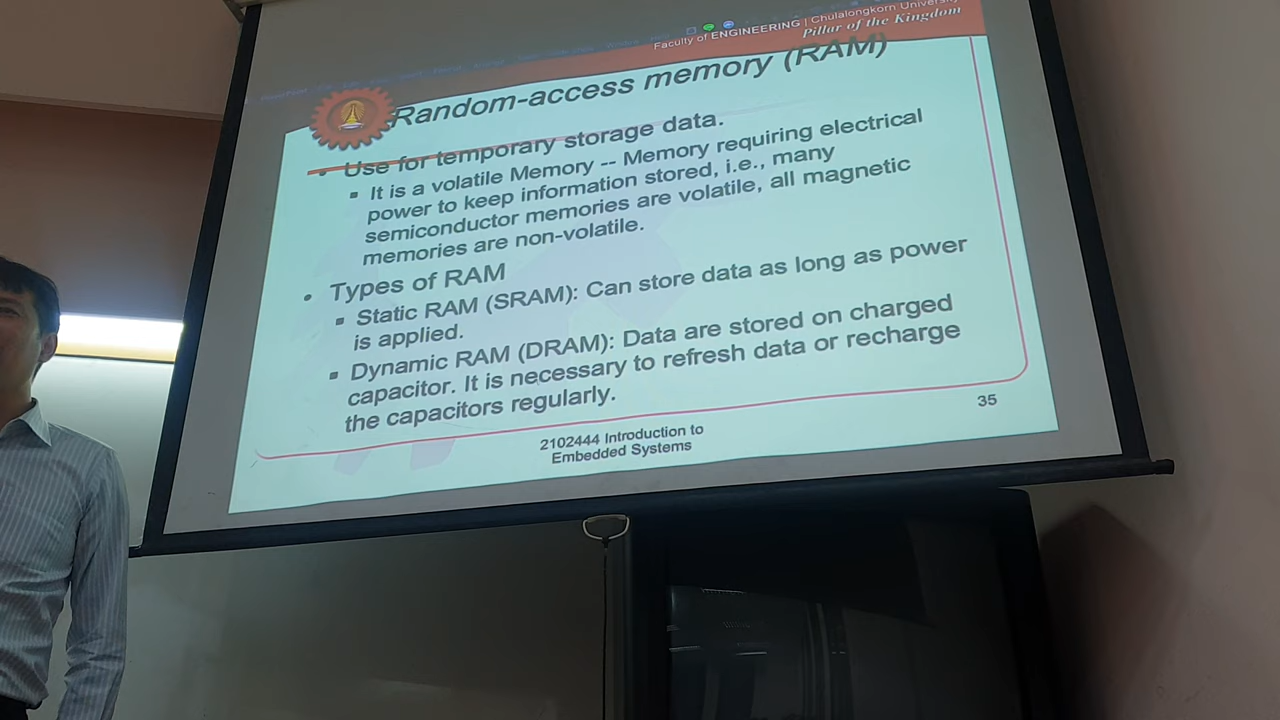 Faculty of ENGINEERING | Chulalongkorn University
Pillar of the Kingdom
Random-access memory (RAM)
• Use for temporary storage data.
▪ It is a volatile Memory -- Memory requiring electrical
power to keep information stored, i.e., many
semiconductor memories are volatile, all magnetic
memories are non-volatile.
• Types of RAM
▪ Static RAM (SRAM): Can store data as long as power
is applied.
▪ Dynamic RAM (DRAM): Data are stored on charged
capacitor. It is necessary to refresh data or recharge
the capacitors regularly.
35
2102444 Introduction to
Embedded Systems